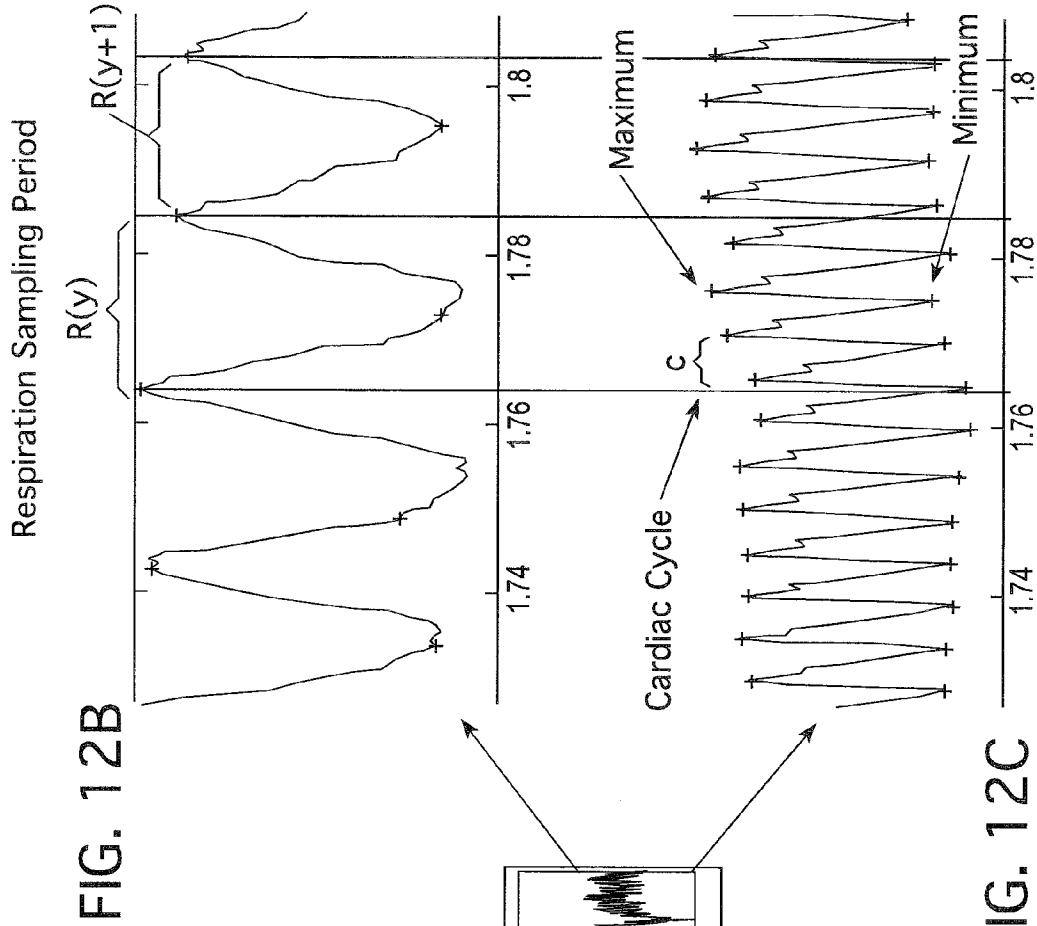 Respiration Sampling Period
R(y)
R(y+1)
FIG. 12B
1.74
1.76
1.78
1.8
Maximum
c
Cardiac Cycle
Minimum
1.74
1.76
1.78
1.8
IG. 12C